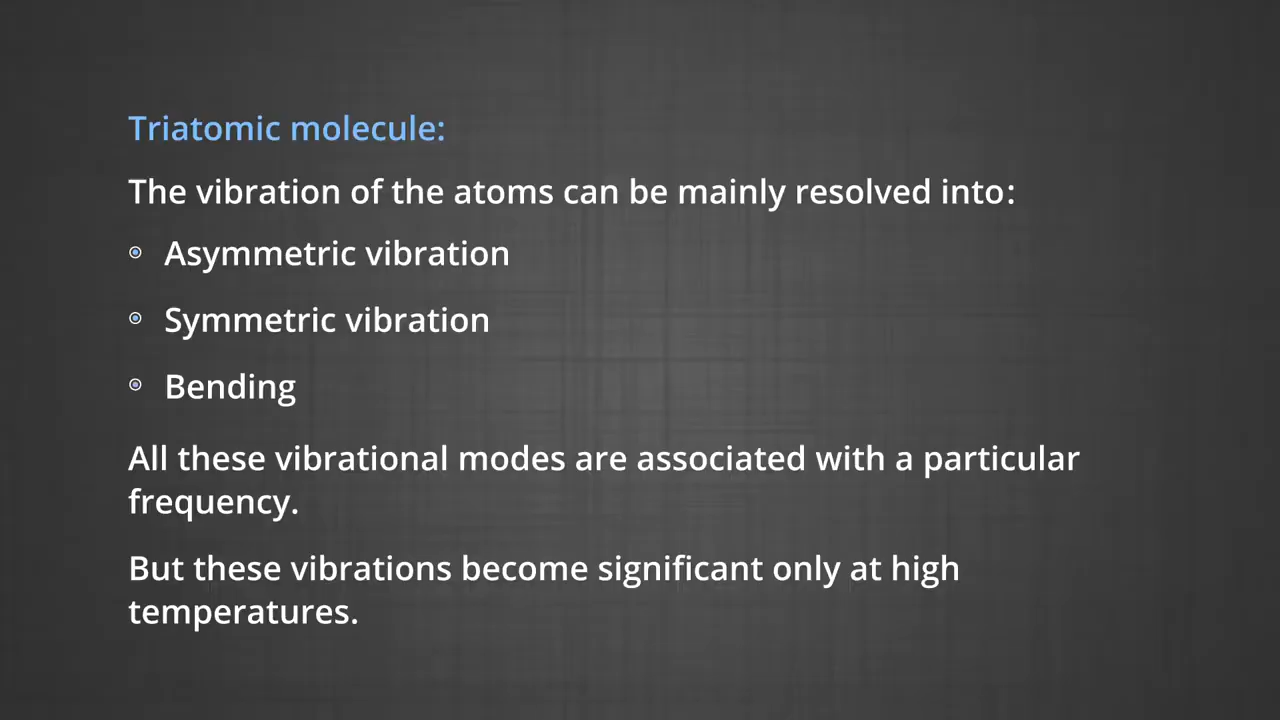 Triatomic molecule:
The vibration of the atoms can be mainly resolved into:
Asymmetric vibration
Symmetric vibration
Bending
All these vibrational modes are associated with a particular
frequency.
But these vibrations become significant only at high
temperatures.